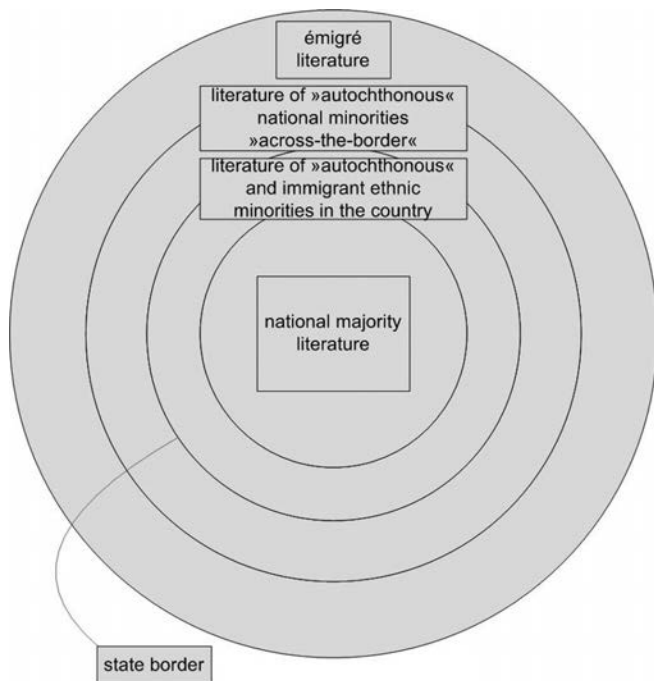 émigré
literature
literature of »autochthonous«
national minorities
»across-the-border«
literature of »autochthonous«
and immigrant ethnic
minorities in the country
national majority
literature
state border